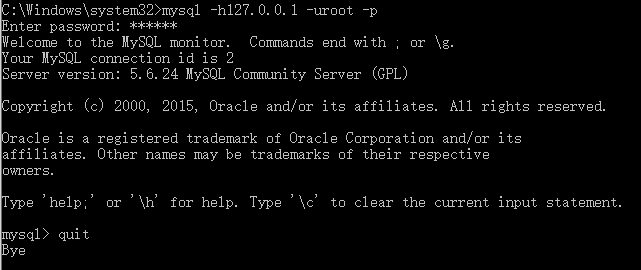 C:\Windows\system32>mysql -h127.0.0.1 -uroot -p
Enter password: ******
Welcome to the MySQL monitor.  Commands end with ; or \g.
Your MySQL connection id is 2
Server version: 5.6.24 MySQL Community Server (GPL)
Copyright (c) 2000, 2015, Oracle and/or its affiliates. All rights reserved.
Oracle is a registered trademark of Oracle Corporation and/or its
affiliates. Other names may be trademarks of their respective
owners.
Type 'help;' or '\h' for help. Type '\c' to clear the current input statement.
mysql> quit
Bye